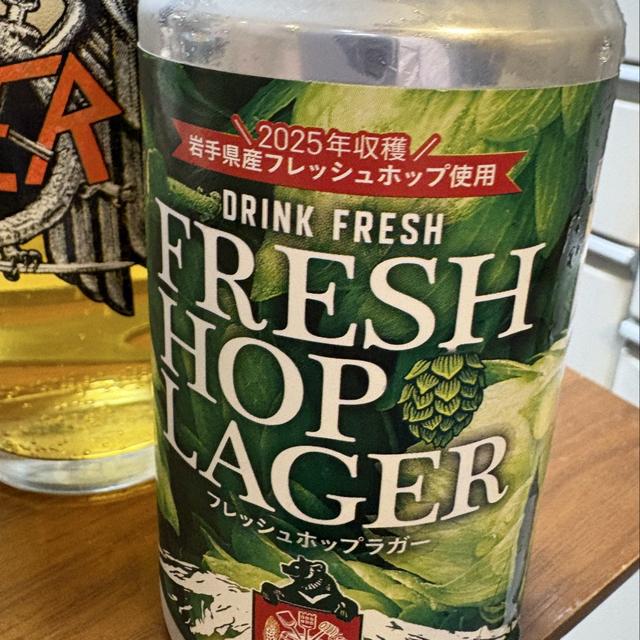 2025年収穫
岩手県産フレッシュホップ使用
DRINK FRESH
FRESH
HOP
LAGER
フレッシュホップラガー